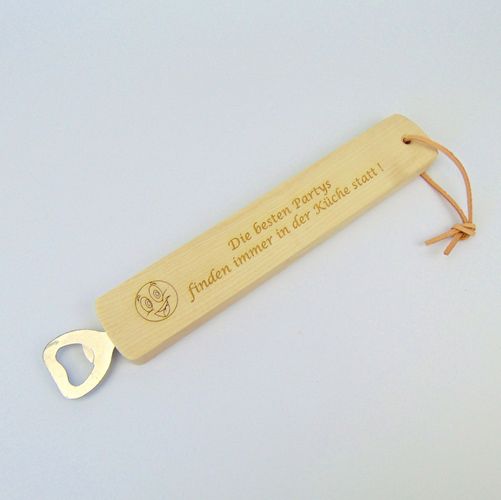 Die besten Partys
finden immer in der Küche statt !